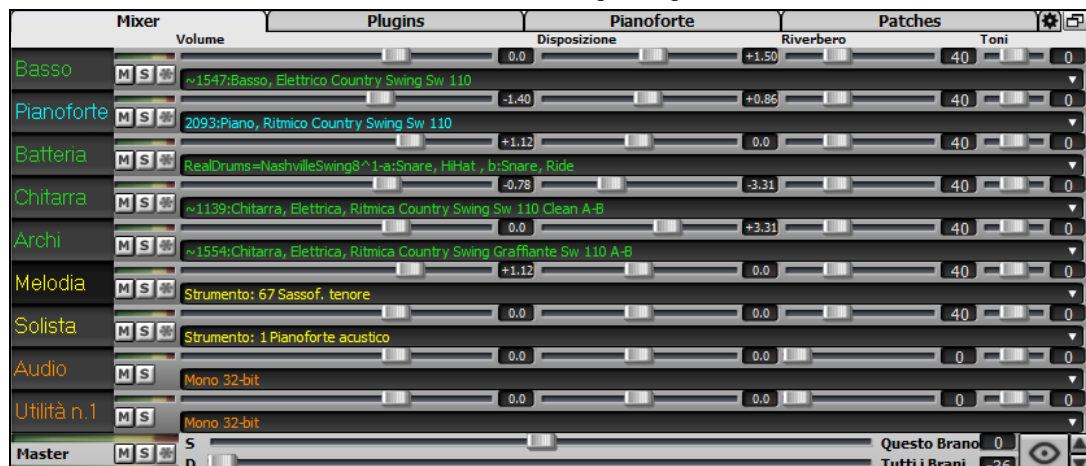 Mixer Plugins Pianoforte Patches
Volume Disposizione Riverbero Toni
Basso M S * 0.0 +1.50 40 0
~1547:Basso, Elettrico Country Swing Sw 110
Pianoforte M S * -1.40 +0.86 40 0
2093:Piano, Ritmico Country Swing Sw 110
Batteria M S * +1.12 0.0 40 0
RealDrums=NashvilleSwing8^1-a:Snare, HiHat , b:Snare, Ride
Chitarra M S * -0.78 -3.31 40 0
~1139:Chitarra, Elettrica, Ritmica Country Swing Sw 110 Clean A-B
Archi M S * 0.0 +3.31 40 0
~1554:Chitarra, Elettrica, Ritmica Country Swing Graffiante Sw 110 A-B
Melodia M S * +1.12 0.0 40 0
Strumento: 67 Sassof. tenore
Solista M S * 0.0 0.0 40 0
Strumento: 1 Pianoforte acustico
Audio M S 0.0 0.0 0 0
Mono 32-bit
Utilità n.1 M S 0.0 0.0 0 0
Mono 32-bit
Master M S * S Questo Brano 0
D Tutti i Brani -36